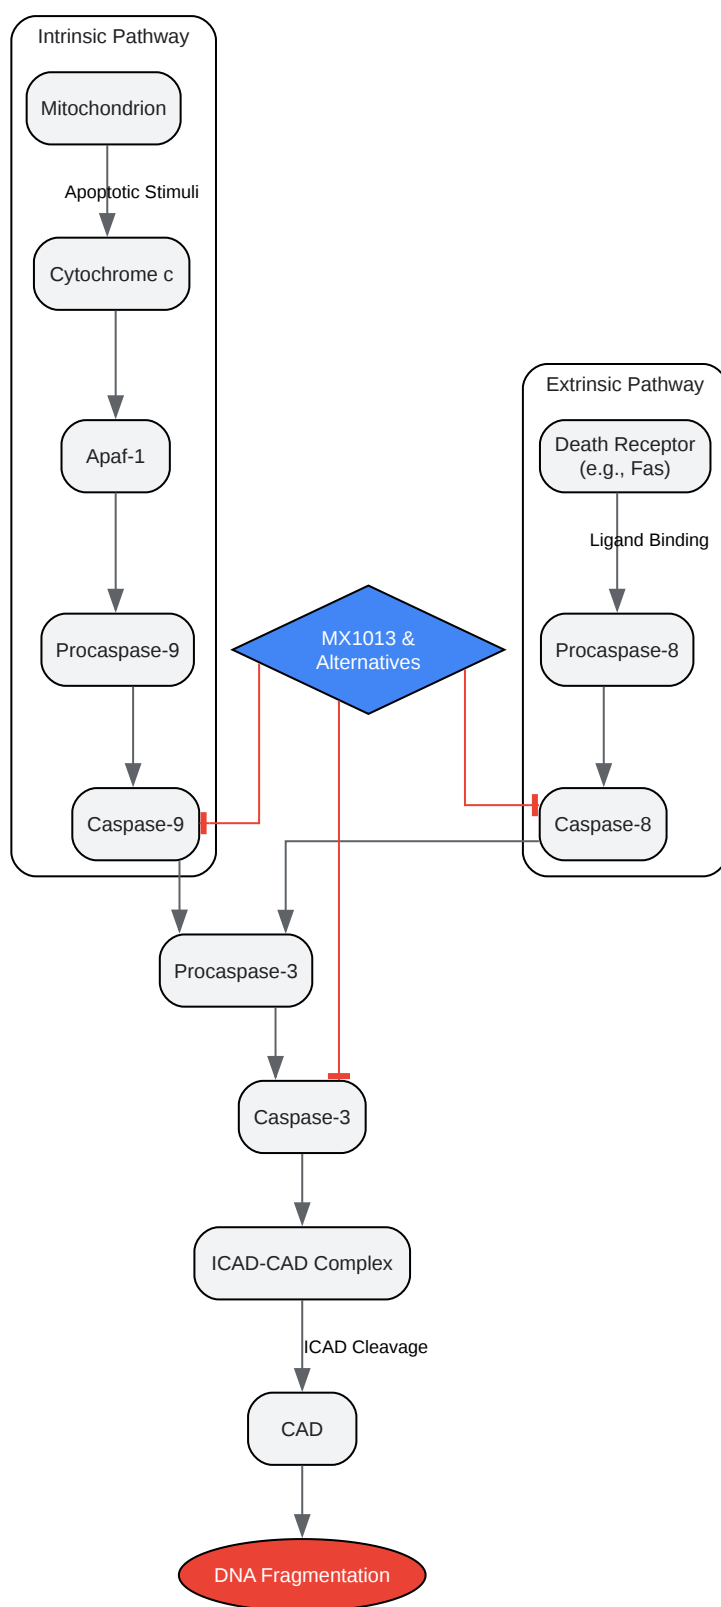 Intrinsic Pathway
Mitochondrion
Apoptotic Stimuli
Cytochrome c
Apaf-1
Procaspase-9
Caspase-9
Extrinsic Pathway
Death Receptor
(e.g., Fas)
Ligand Binding
Procaspase-8
Caspase-8
MX1013 &
Alternatives
Procaspase-3
Caspase-3
ICAD-CAD Complex
ICAD Cleavage
CAD
DNA Fragmentation